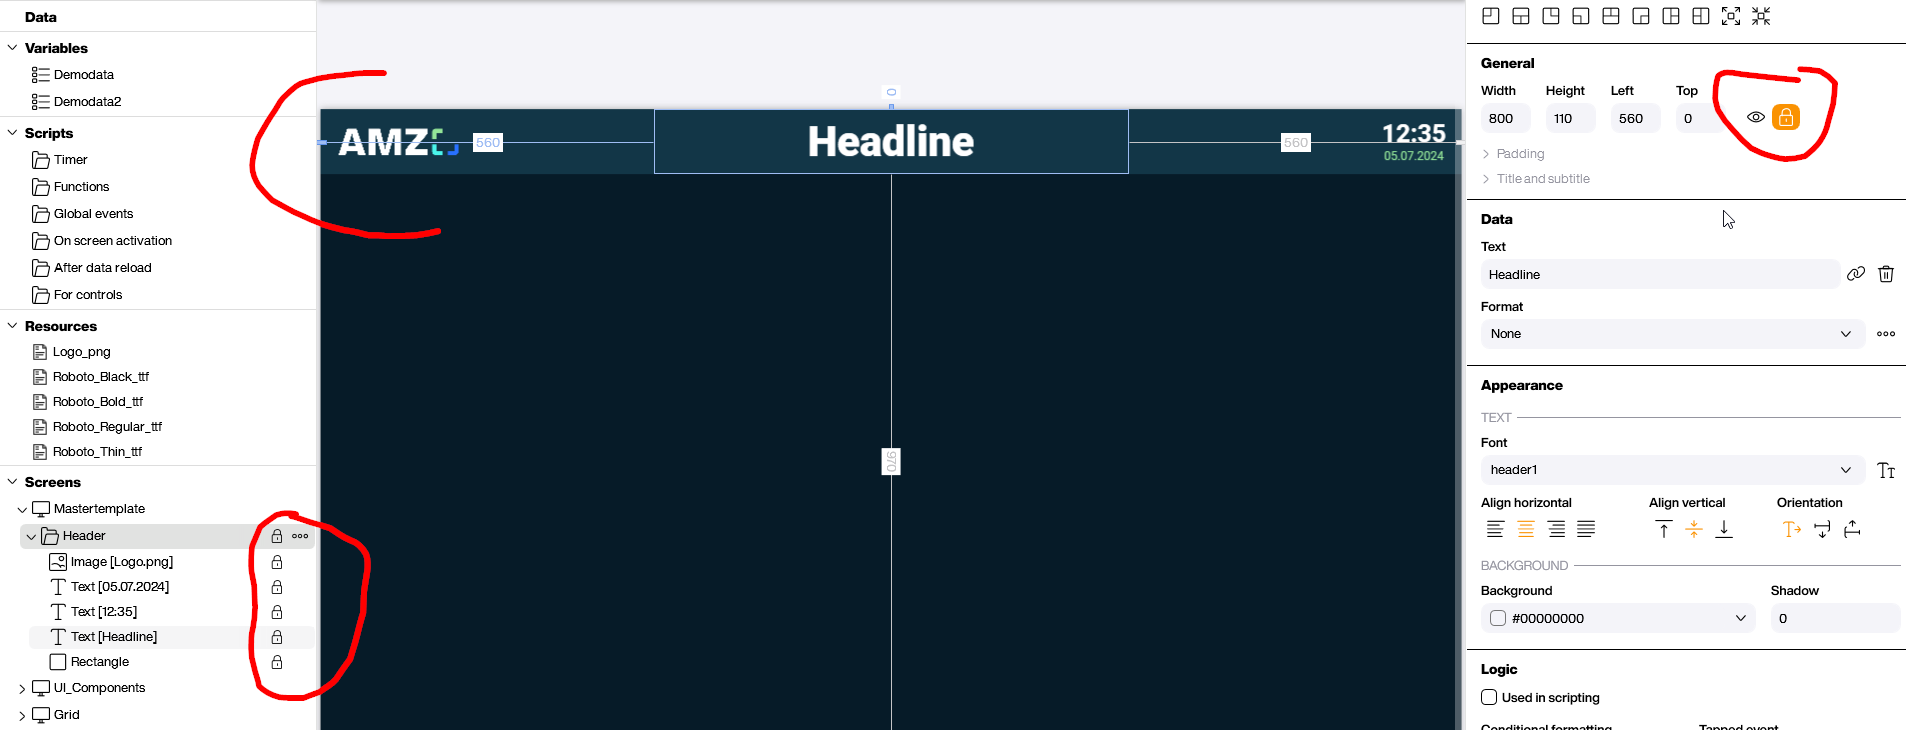 Data
Variables
Demodata
Demodata2
Scripts
Timer
Functions
Global events
On screen activation
After data reload
For controls
Resources
Logo_png
Roboto_Black_ttf
Roboto_Bold_ttf
Roboto_Regular_ttf
Roboto_Thin_ttf
Screens
Mastertemplate
Header
Image [Logo.png]
Text [05.07.2024]
Text [12:35]
Text [Headline]
Rectangle
UI_Components
Grid
0
AMZ
560
Headline
560
12:35
05.07.2024
970
General
Width Height Left Top
800 110 560 0
Padding
Title and subtitle
Data
Text
Headline
Format
None
Appearance
TEXT
Font
header1
Align horizontal Align vertical Orientation
BACKGROUND
Background Shadow
#00000000 0
Logic
Used in scripting
Conditional formatting Tapped event